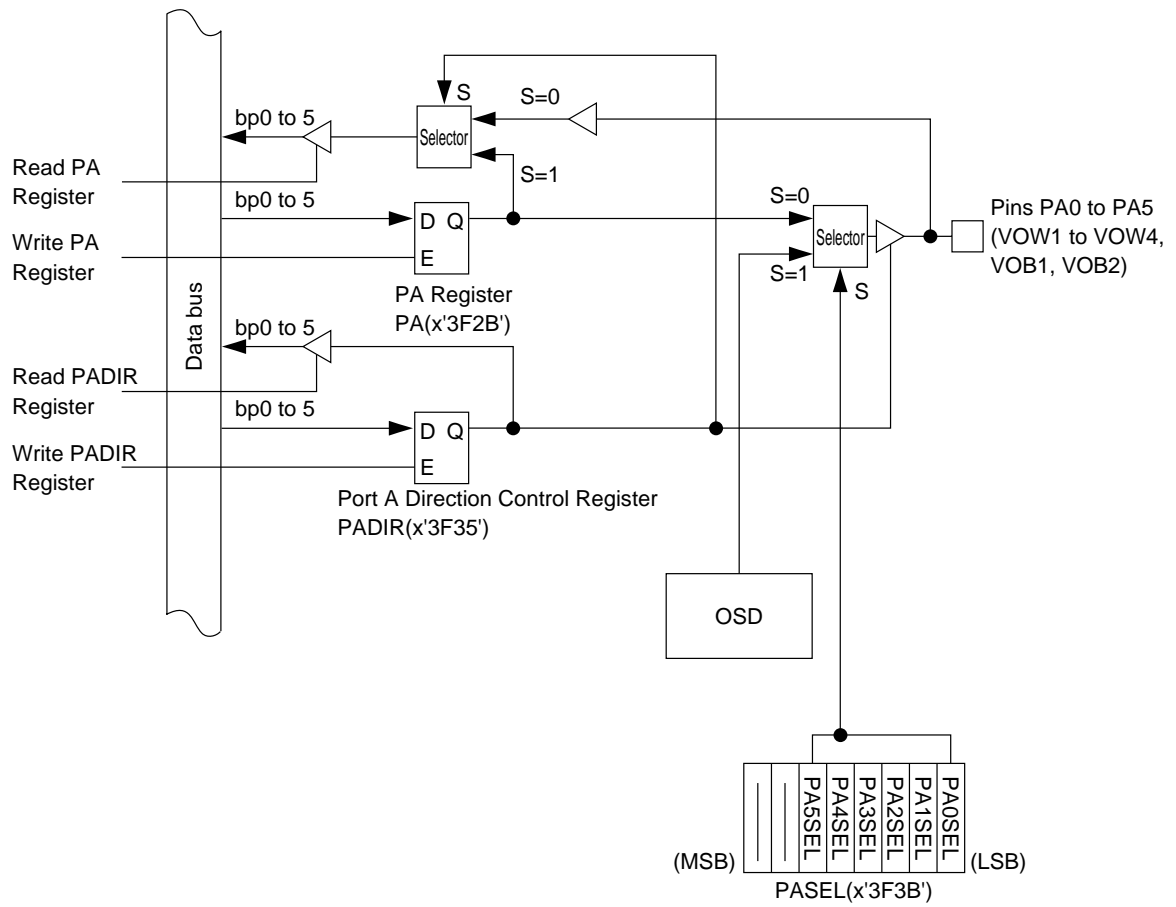 S
S=0
bp0 to 5
Selector
Read PA
Register
S=1
bp0 to 5
D Q
E
Write PA
Register
S=0
Selector
S=1
S
Pins PA0 to PA5
(VOW1 to VOW4,
VOB1, VOB2)
PA Register
PA(x'3F2B')
Data bus
bp0 to 5
Read PADIR
Register
bp0 to 5
D Q
E
Write PADIR
Register
Port A Direction Control Register
PADIR(x'3F35')
OSD
PA5SEL
PA4SEL
PA3SEL
PA2SEL
PA1SEL
PA0SEL
(MSB)
(LSB)
PASEL(x'3F3B')